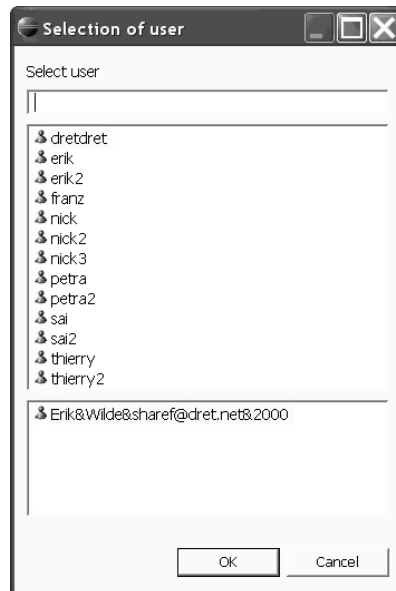 Selection of user
Select user
dretdret
erik
erik2
franz
nick
nick2
nick3
petra
petra2
sai
sai2
thierry
thierry2
Erik&Wilde&sharef@dret.net&2000
OK
Cancel